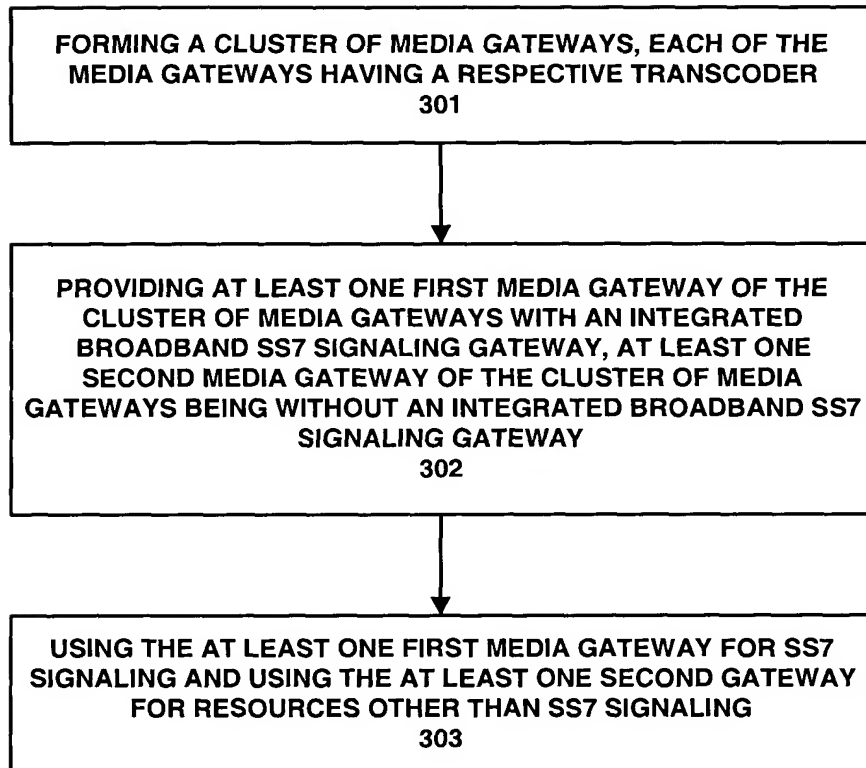 FORMING A CLUSTER OF MEDIA GATEWAYS, EACH OF THE
MEDIA GATEWAYS HAVING A RESPECTIVE TRANSCODER
301
PROVIDING AT LEAST ONE FIRST MEDIA GATEWAY OF THE
CLUSTER OF MEDIA GATEWAYS WITH AN INTEGRATED
BROADBAND SS7 SIGNALING GATEWAY, AT LEAST ONE
SECOND MEDIA GATEWAY OF THE CLUSTER OF MEDIA
GATEWAYS BEING WITHOUT AN INTEGRATED BROADBAND SS7
SIGNALING GATEWAY
302
USING THE AT LEAST ONE FIRST MEDIA GATEWAY FOR SS7
SIGNALING AND USING THE AT LEAST ONE SECOND GATEWAY
FOR RESOURCES OTHER THAN SS7 SIGNALING
303